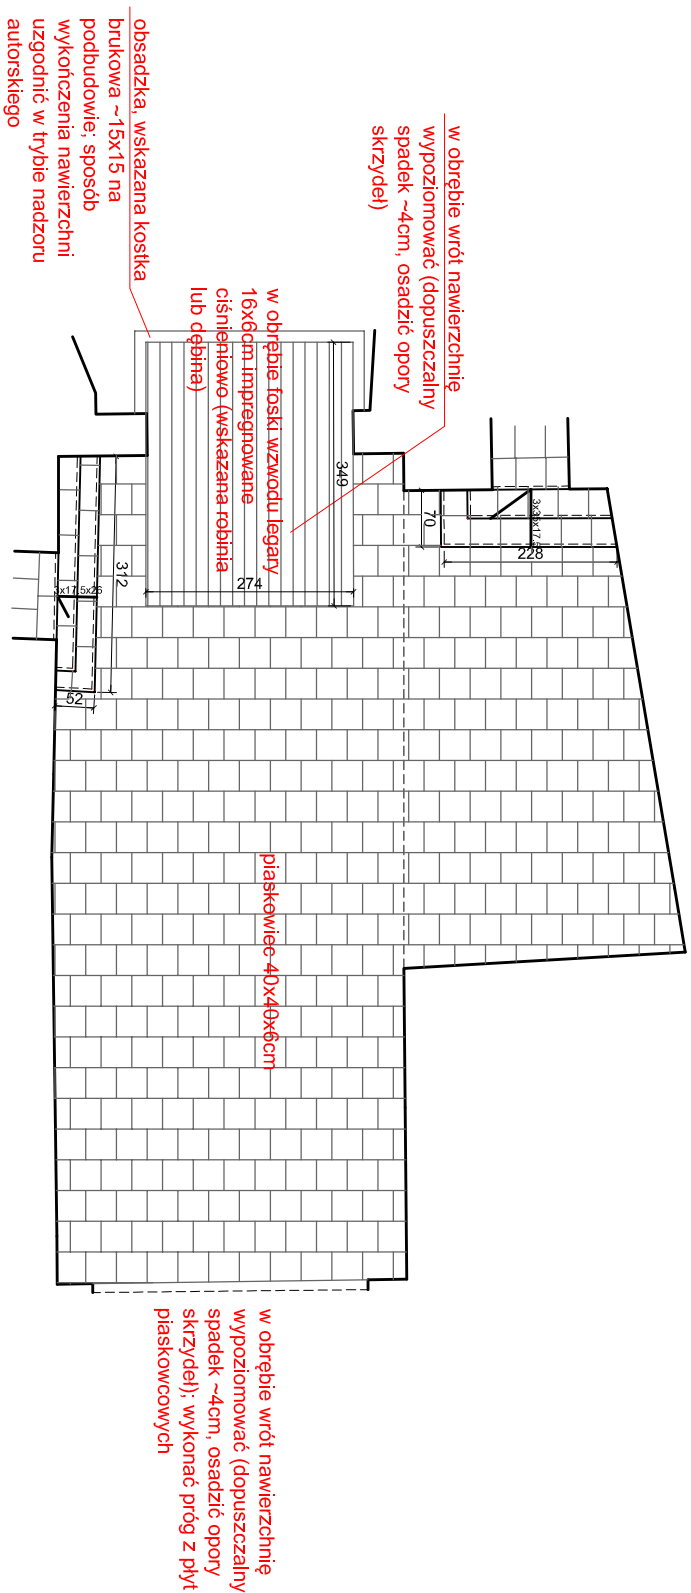 obsadzka, wskazana kostka
brukowa ~15x15 na
podbudowie; sposób
wykończenia nawierzchni
uzgodnić w trybie nadzoru
autorskiego
w obrębie wrót nawierzchnię
wypoziomować (dopuszczalny
spadek ~4cm, osadzić opory
skrzydeł)
w obrębie foski wzwodu legary
16x6cm impregnowane
ciśnieniowo (wskazana robinia
lub dębina)
349
274
70
228
312
52
piaskowiec 40x40x6cm
w obrębie wrót nawierzchnię
wypoziomować (dopuszczalny
spadek ~4cm, osadzić opory
skrzydeł); wykonać próg z płyt
piaskowcowych